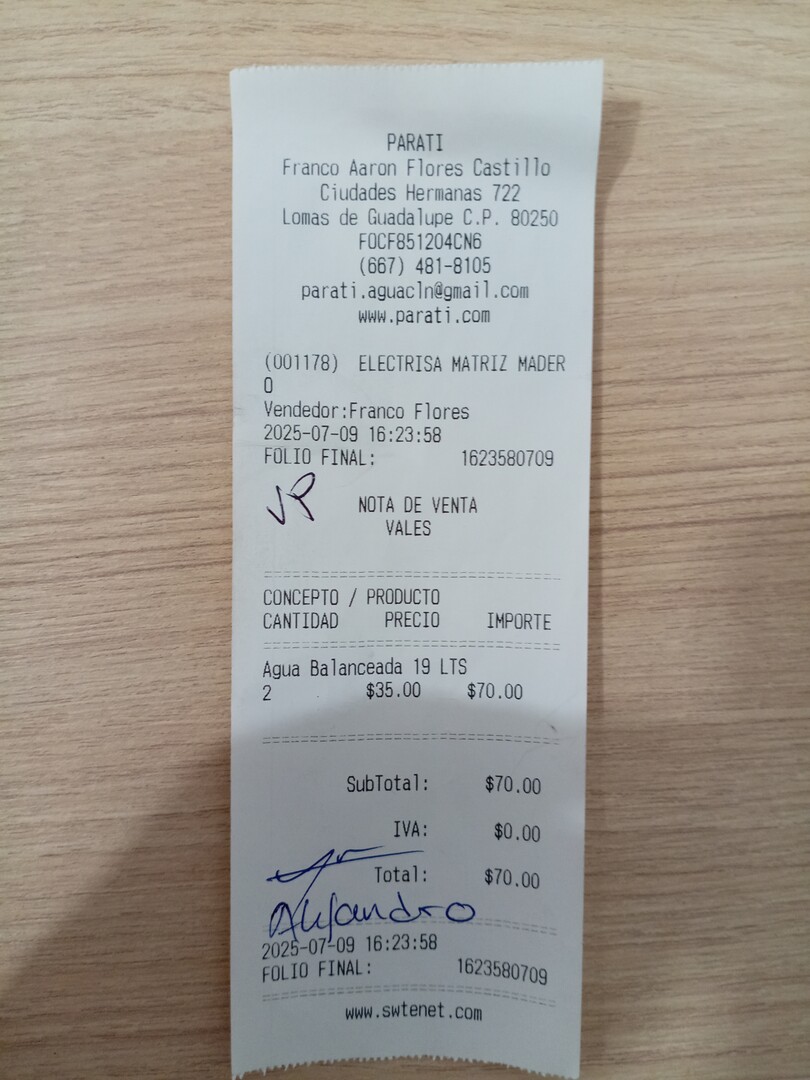 PARATI
Franco Aaron Flores Castillo
Ciudades Hermanas 722
Lomas de Guadalupe C.P. 80250
FOCF851204CN6
(667) 481-8105
parati.aguacln@gmail.com
www.parati.com
(001178) ELECTRISA MATRIZ MADER
O
Vendedor:Franco Flores
2025-07-09 16:23:58
FOLIO FINAL: 1623580709
JP
NOTA DE VENTA
VALES
CONCEPTO / PRODUCTO
CANTIDAD PRECIO IMPORTE
Agua Balanceada 19 LTS
2 $35.00 $70.00
SubTotal: $70.00
IVA: $0.00
Total: $70.00
Alejandro
2025-07-09 16:23:58
FOLIO FINAL: 1623580709
www.swtenet.com